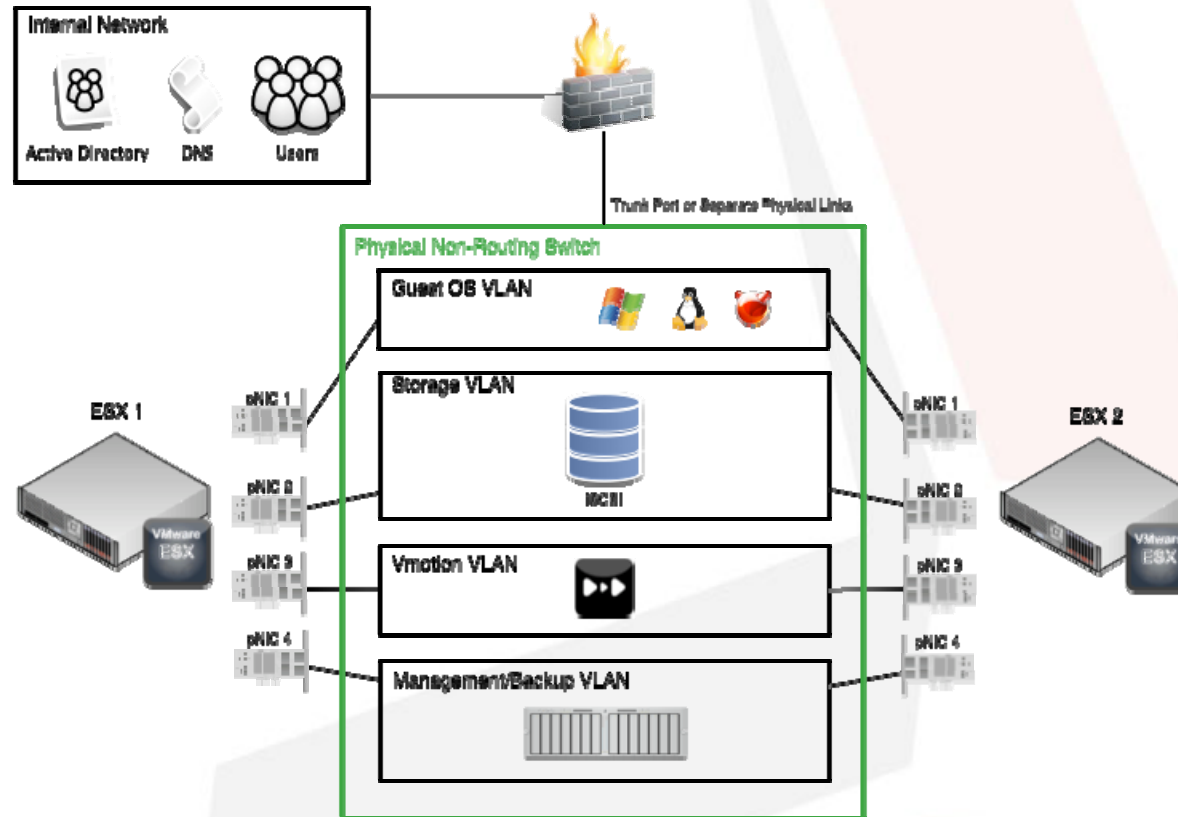 Internal Network
Active Directory
DNS
Users
Trunk Port or Separate Physical Links
Physical Non-Routing Switch
Guest OS VLAN
Storage VLAN
iSCSI
Vmotion VLAN
Management/Backup VLAN
ESX 1
VMware
ESX
pNIC 1
pNIC 2
pNIC 3
pNIC 4
pNIC 1
pNIC 2
pNIC 3
pNIC 4
ESX 2
VMware
ESX